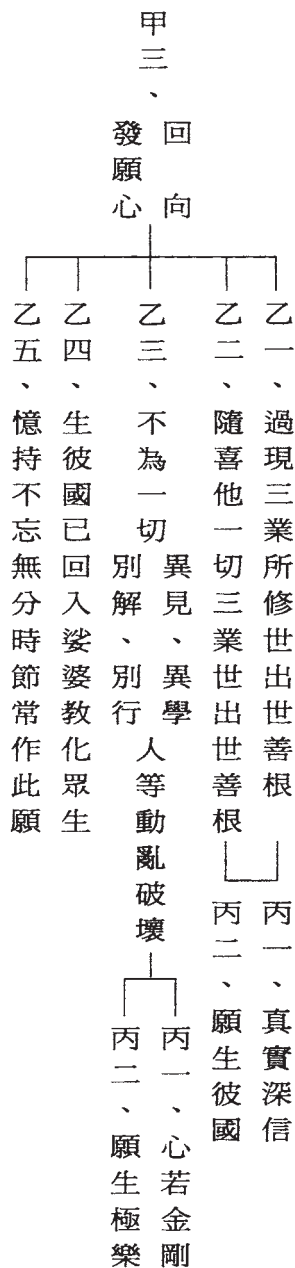 甲三、回向發願心
乙一、過現三業所修世出世善根
乙二、隨喜他一切三業世出世善根
丙一、真實深信
丙二、願生彼國
乙三、不為一切異見、異學別解、別行人等動亂破壞
丙一、心若金剛
丙二、願生極樂
乙四、生彼國已回入娑婆教化眾生
乙五、憶持不忘無分時節常作此願